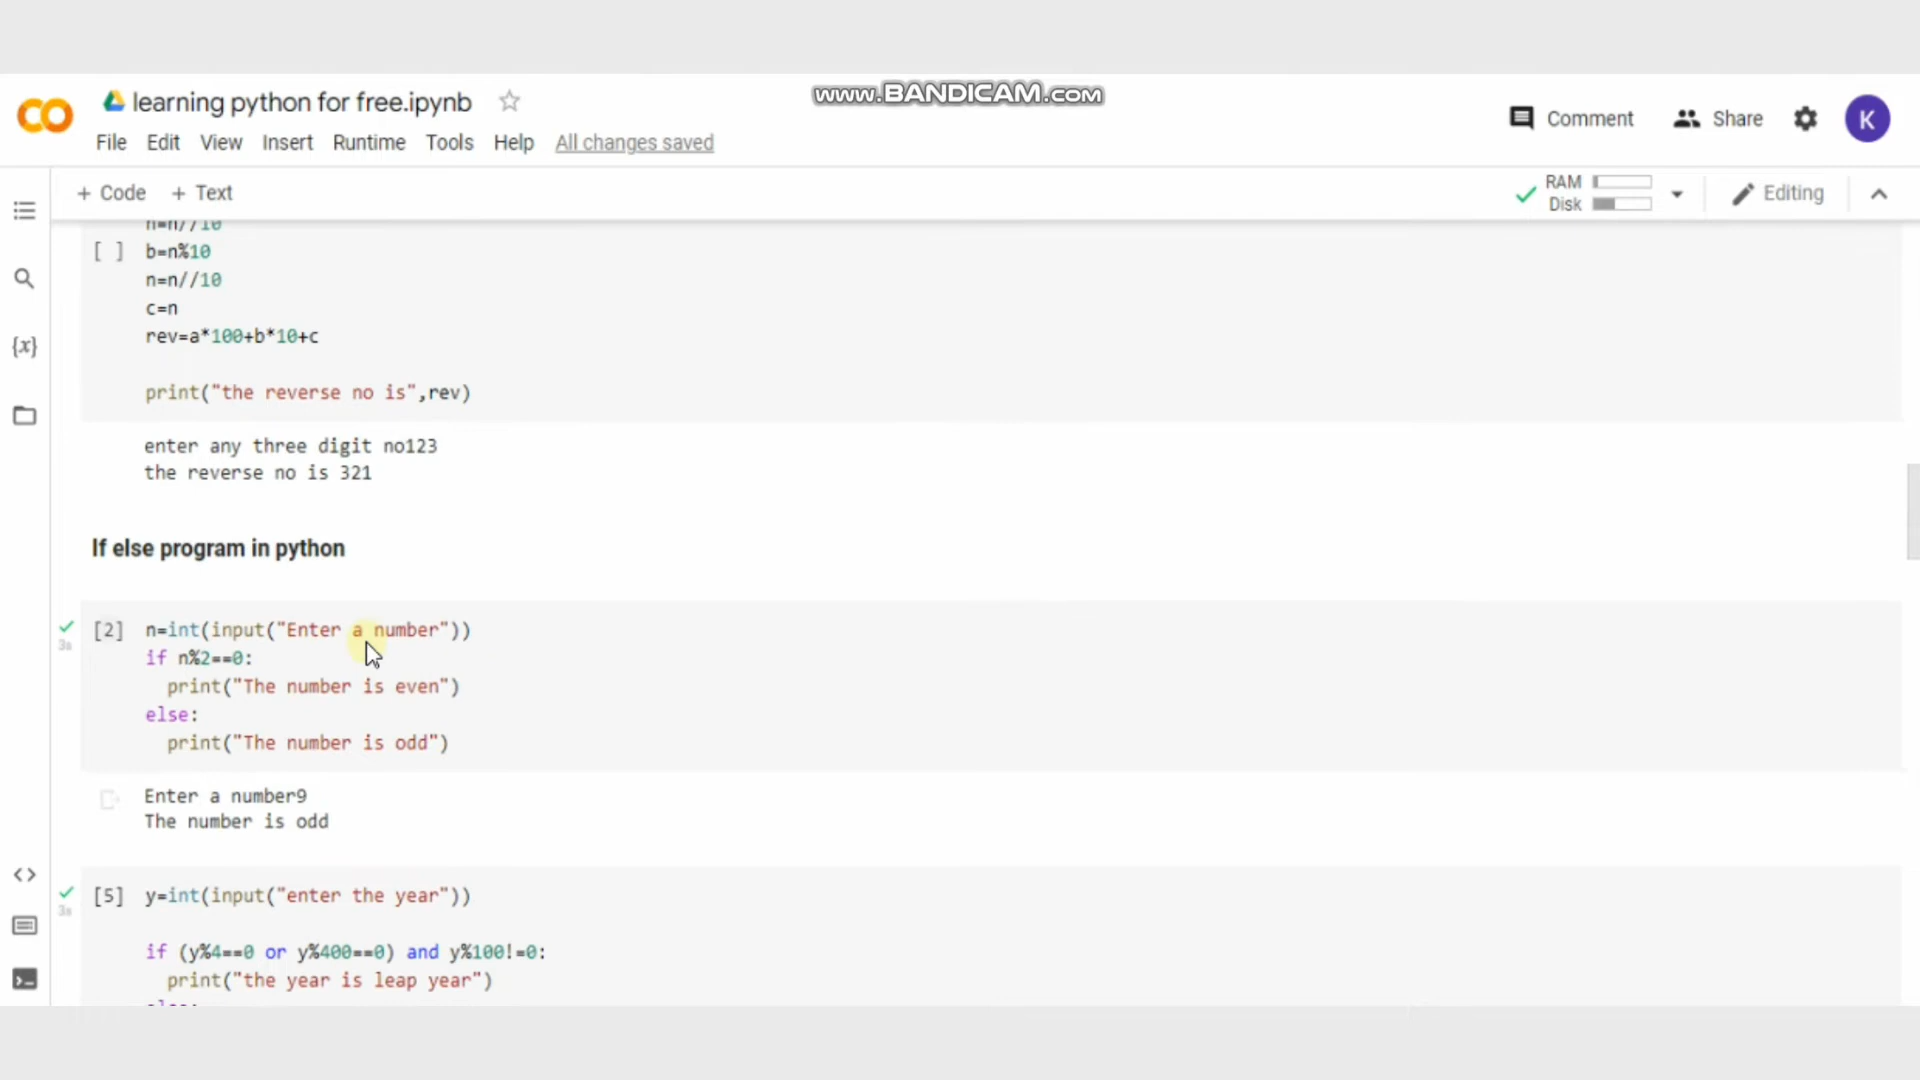 www.BANDICAM.com
learning python for free.ipynb
File Edit View Insert Runtime Tools Help All changes saved
Comment Share K
+ Code + Text
RAM
Disk
Editing
n=n//10
[ ] b=n%10
n=n//10
c=n
rev=a*100+b*10+c
print("the reverse no is",rev)
enter any three digit no123
the reverse no is 321
If else program in python
[2] n=int(input("Enter a number"))
3s
if n%2==0:
print("The number is even")
else:
print("The number is odd")
Enter a number9
The number is odd
[5] y=int(input("enter the year"))
3s
if (y%4==0 or y%400==0) and y%100!=0:
print("the year is leap year")
else: